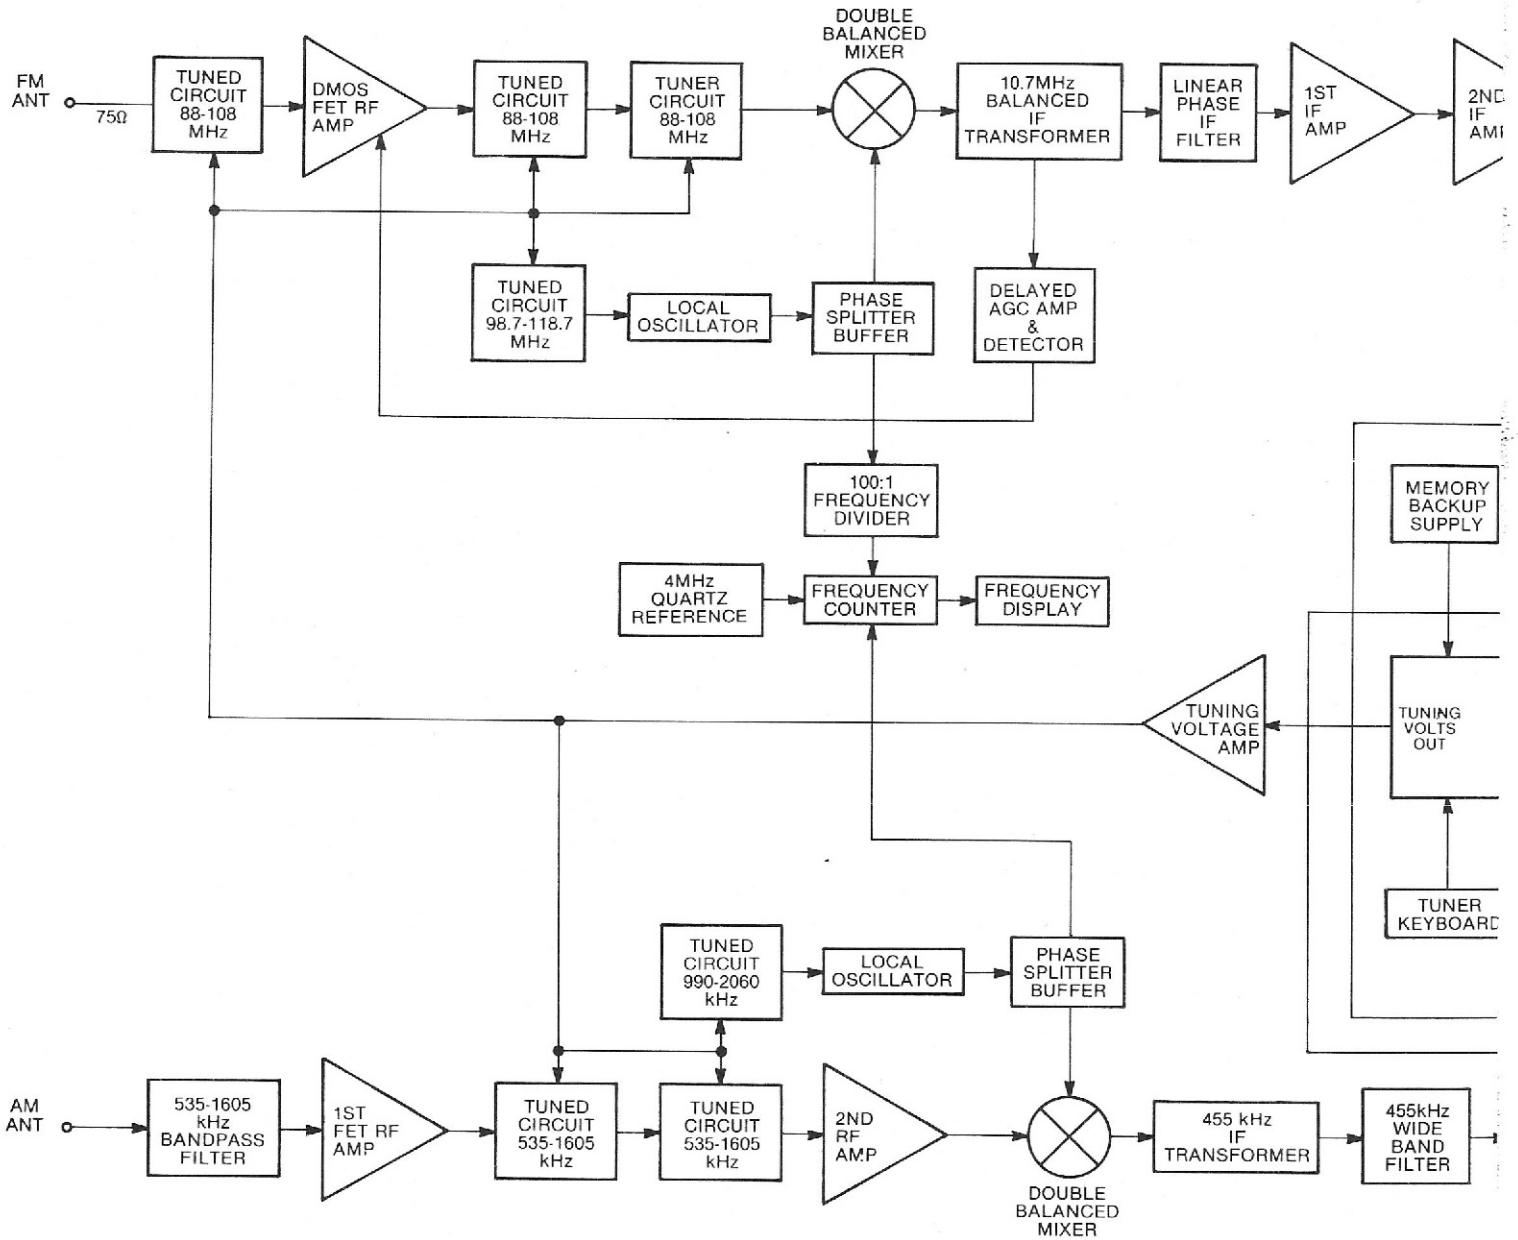 FM
ANT
75Ω
TUNED
CIRCUIT
88-108
MHz
DMOS
FET RF
AMP
TUNED
CIRCUIT
88-108
MHz
TUNER
CIRCUIT
88-108
MHz
DOUBLE
BALANCED
MIXER
10.7MHz
BALANCED
IF
TRANSFORMER
LINEAR
PHASE
IF
FILTER
1ST
IF
AMP
2ND
IF
AM
TUNED
CIRCUIT
98.7-118.7
MHz
LOCAL
OSCILLATOR
PHASE
SPLITTER
BUFFER
DELAYED
AGC AMP
&
DETECTOR
100:1
FREQUENCY
DIVIDER
4MHz
QUARTZ
REFERENCE
FREQUENCY
COUNTER
FREQUENCY
DISPLAY
MEMORY
BACKUP
SUPPLY
TUNING
VOLTAGE
AMP
TUNING
VOLTS
OUT
TUNER
KEYBOARD
TUNED
CIRCUIT
990-2060
kHz
LOCAL
OSCILLATOR
PHASE
SPLITTER
BUFFER
AM
ANT
535-1605
kHz
BANDPASS
FILTER
1ST
FET RF
AMP
TUNED
CIRCUIT
535-1605
kHz
TUNED
CIRCUIT
535-1605
kHz
2ND
RF
AMP
DOUBLE
BALANCED
MIXER
455 kHz
IF
TRANSFORMER
455kHz
WIDE
BAND
FILTER